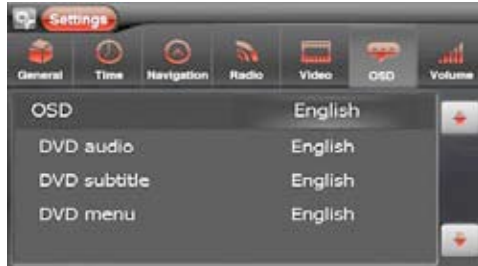 Settings
General Time Navigation Radio Video OSD Volume
OSD English
DVD audio English
DVD subtitle English
DVD menu English